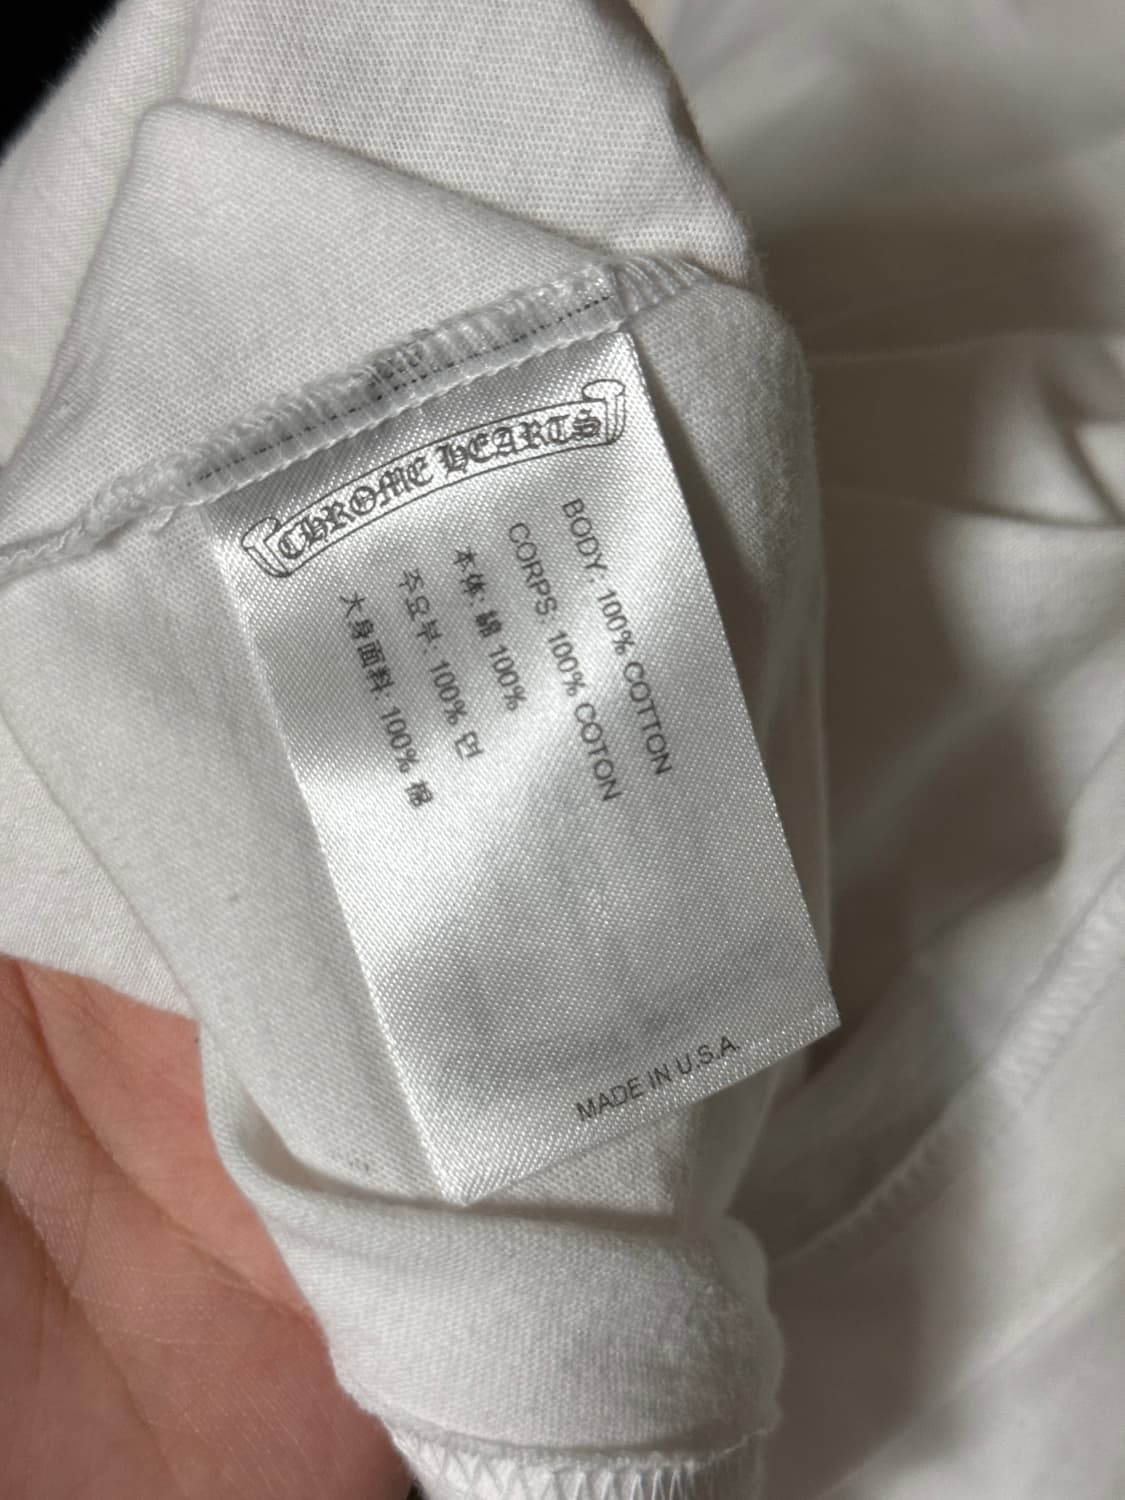 CHROME HEARTS
BODY: 100% COTTON
CORPS: 100% COTON
本体: 綿 100%
주요부: 100% 면
大身面料: 100% 棉
MADE IN U.S.A.